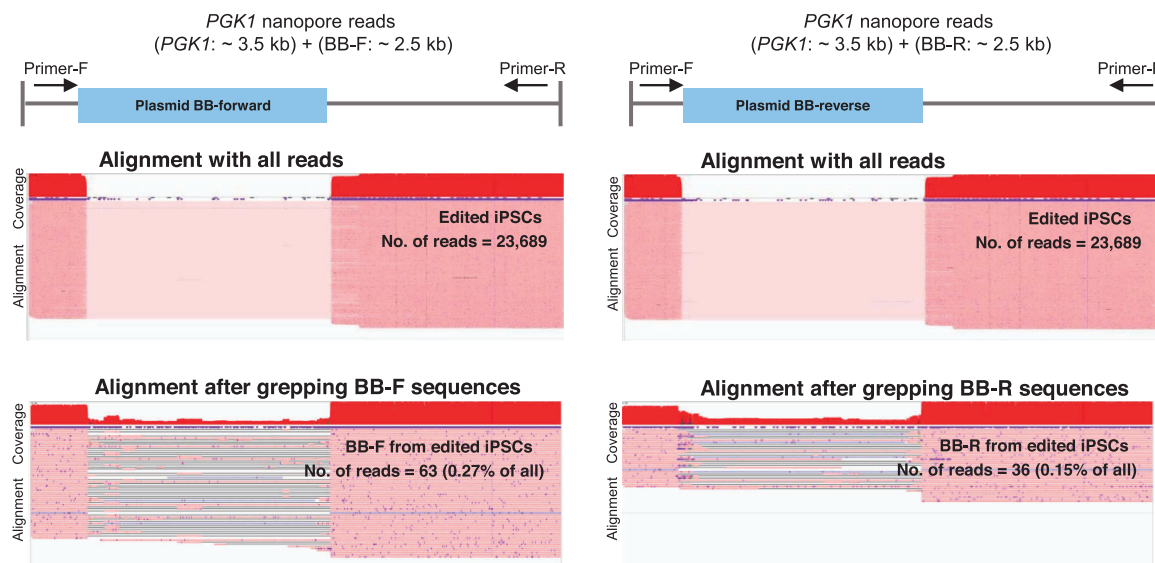 PGK1 nanopore reads
(PGK1: ~ 3.5 kb) + (BB-F: ~ 2.5 kb)
Primer-F
Primer-R
Plasmid BB-forward
Alignment with all reads
Coverage
Alignment
Edited iPSCs
No. of reads = 23,689
Alignment after grepping BB-F sequences
Coverage
Alignment
BB-F from edited iPSCs
No. of reads = 63 (0.27% of all)
PGK1 nanopore reads
(PGK1: ~ 3.5 kb) + (BB-R: ~ 2.5 kb)
Primer-F
Primer-
Plasmid BB-reverse
Alignment with all reads
Coverage
Alignment
Edited iPSCs
No. of reads = 23,689
Alignment after grepping BB-R sequences
Coverage
Alignment
BB-R from edited iPSCs
No. of reads = 36 (0.15% of all)